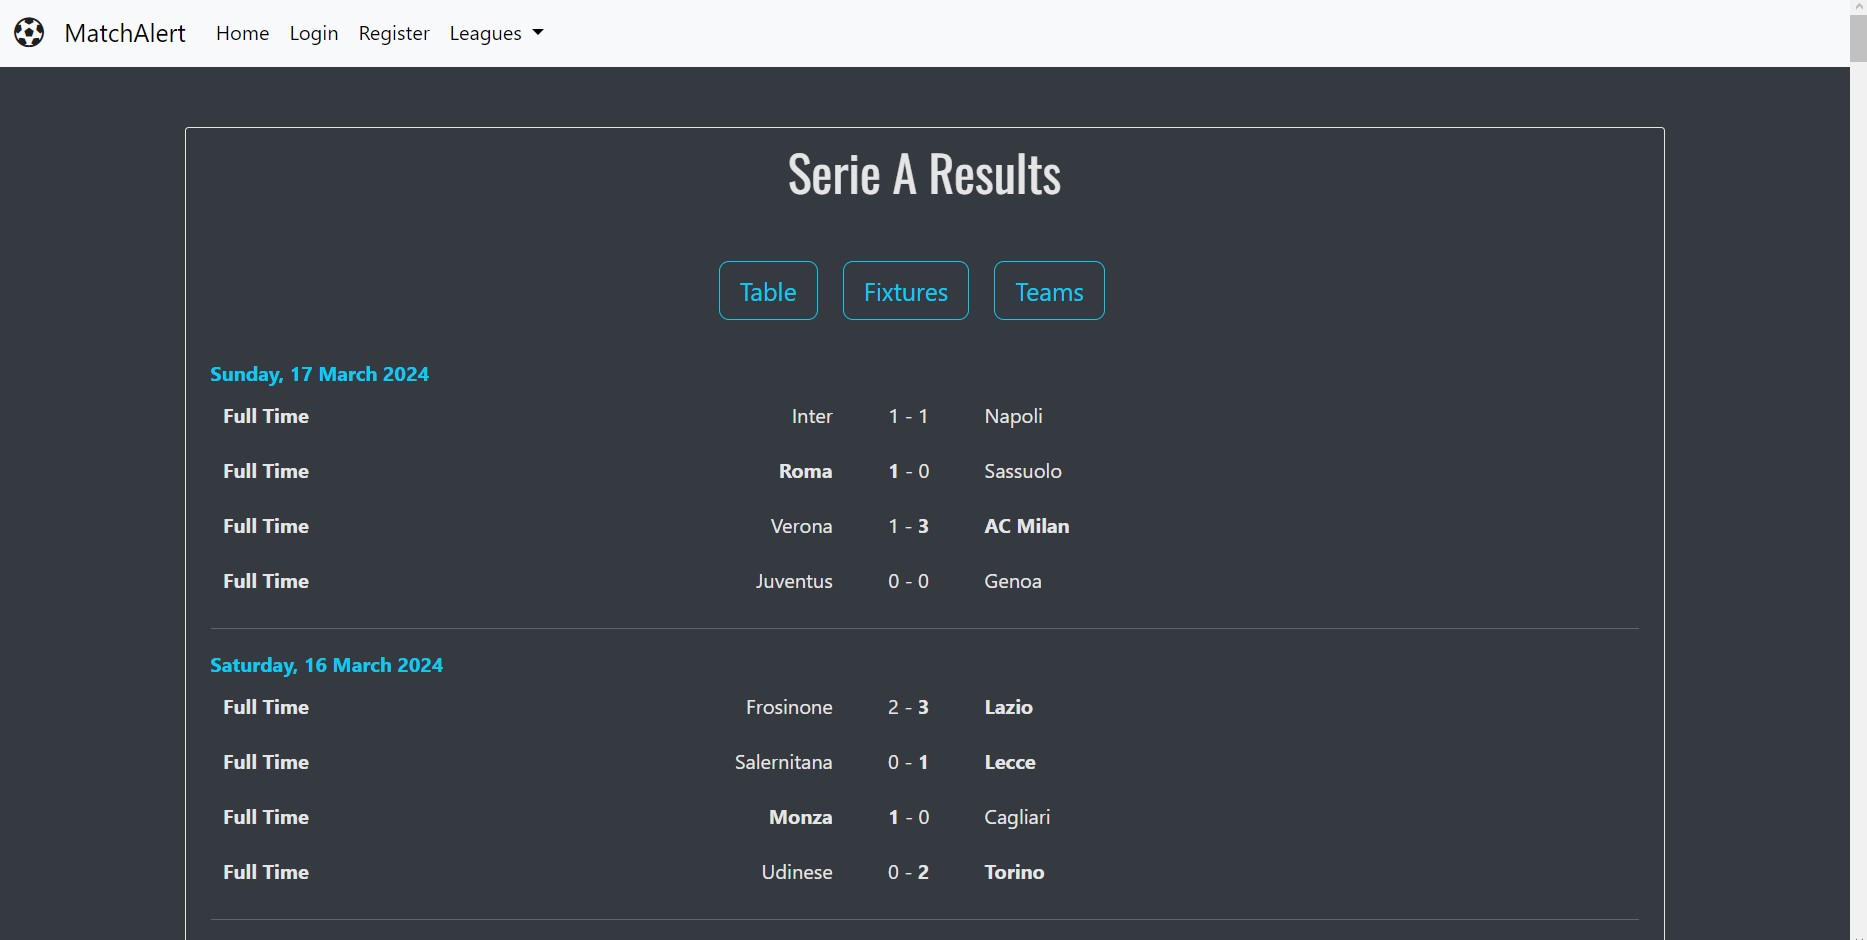 MatchAlert Home Login Register Leagues
Serie A Results
Table Fixtures Teams
Sunday, 17 March 2024
Full Time Inter 1 - 1 Napoli
Full Time Roma 1 - 0 Sassuolo
Full Time Verona 1 - 3 AC Milan
Full Time Juventus 0 - 0 Genoa
Saturday, 16 March 2024
Full Time Frosinone 2 - 3 Lazio
Full Time Salernitana 0 - 1 Lecce
Full Time Monza 1 - 0 Cagliari
Full Time Udinese 0 - 2 Torino